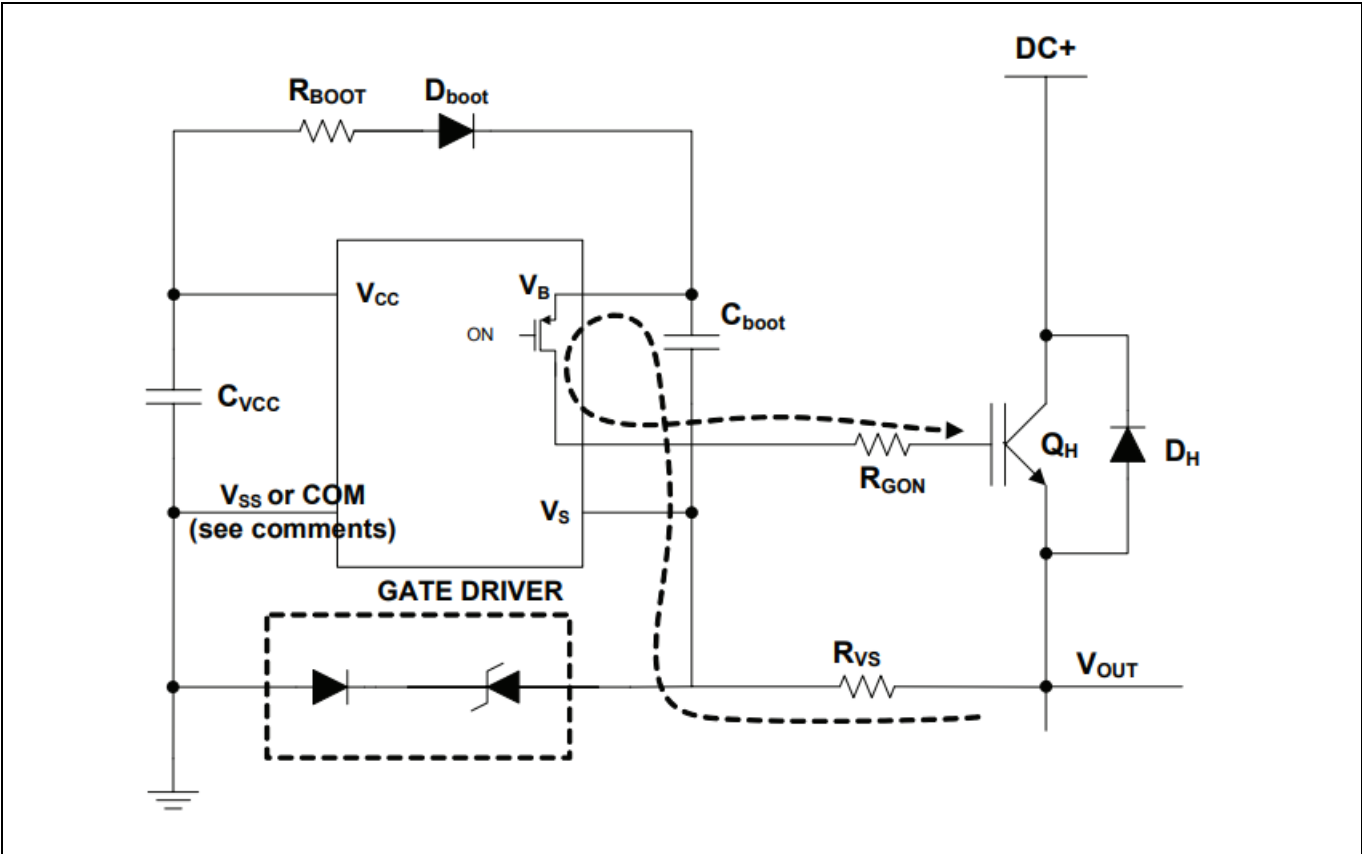 DC+
RBOOT
Dboot
VCC
VB
ON
Cboot
CVCC
QH
DH
RGON
VSS or COM
(see comments)
VS
GATE DRIVER
RVS
VOUT